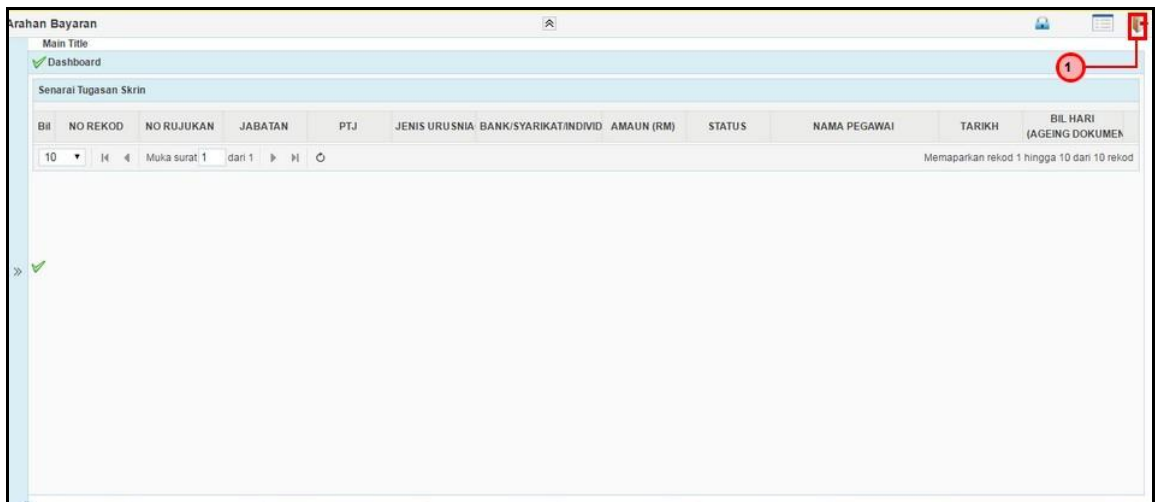 Arahan Bayaran
Main Title
1
Dashboard
Senarai Tugasan Skrin
Bil NO REKOD NO RUJUKAN JABATAN PTJ JENIS URUSNIA BANK/SYARIKAT/INDIVID AMAUN (RM) STATUS NAMA PEGAWAI TARIKH BIL HARI
(AGEING DOKUMEN
10 Muka surat 1 dari 1 Memaparkan rekod 1 hingga 10 dari 10 rekod